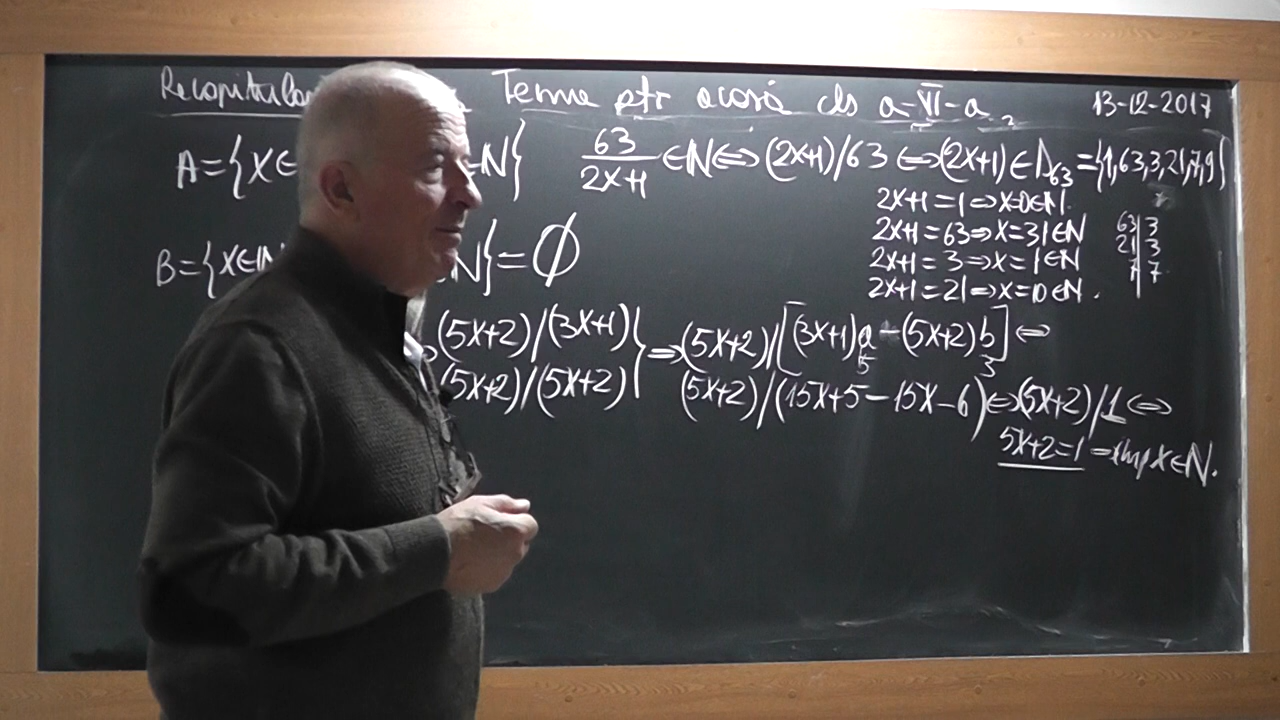 Temă ptr acasă cls a-VI-a 13-12-2017
A={x∈ N} 63/(2x+1) ∈N⇔(2x+1)/63 ⇔(2x+1)∈D₆₃={1,63,3,21,7,9}
2x+1=1⇒x=0∈N.
2x+1=63⇒x=31∈N 63|3
2x+1=3⇒x=1∈N 21|3
2x+1=21⇒x=10∈N. 7|7
B={x∈N N}=∅
(5x+2)/(3x+1)} ⇒(5x+2)/[(3x+1)a-(5x+2)b]⇔
5 3
(5x+2)/(5x+2)} (5x+2)/(15x+5-15x-6)⇔(5x+2)/1⇔
5x+2=1 x∈N.